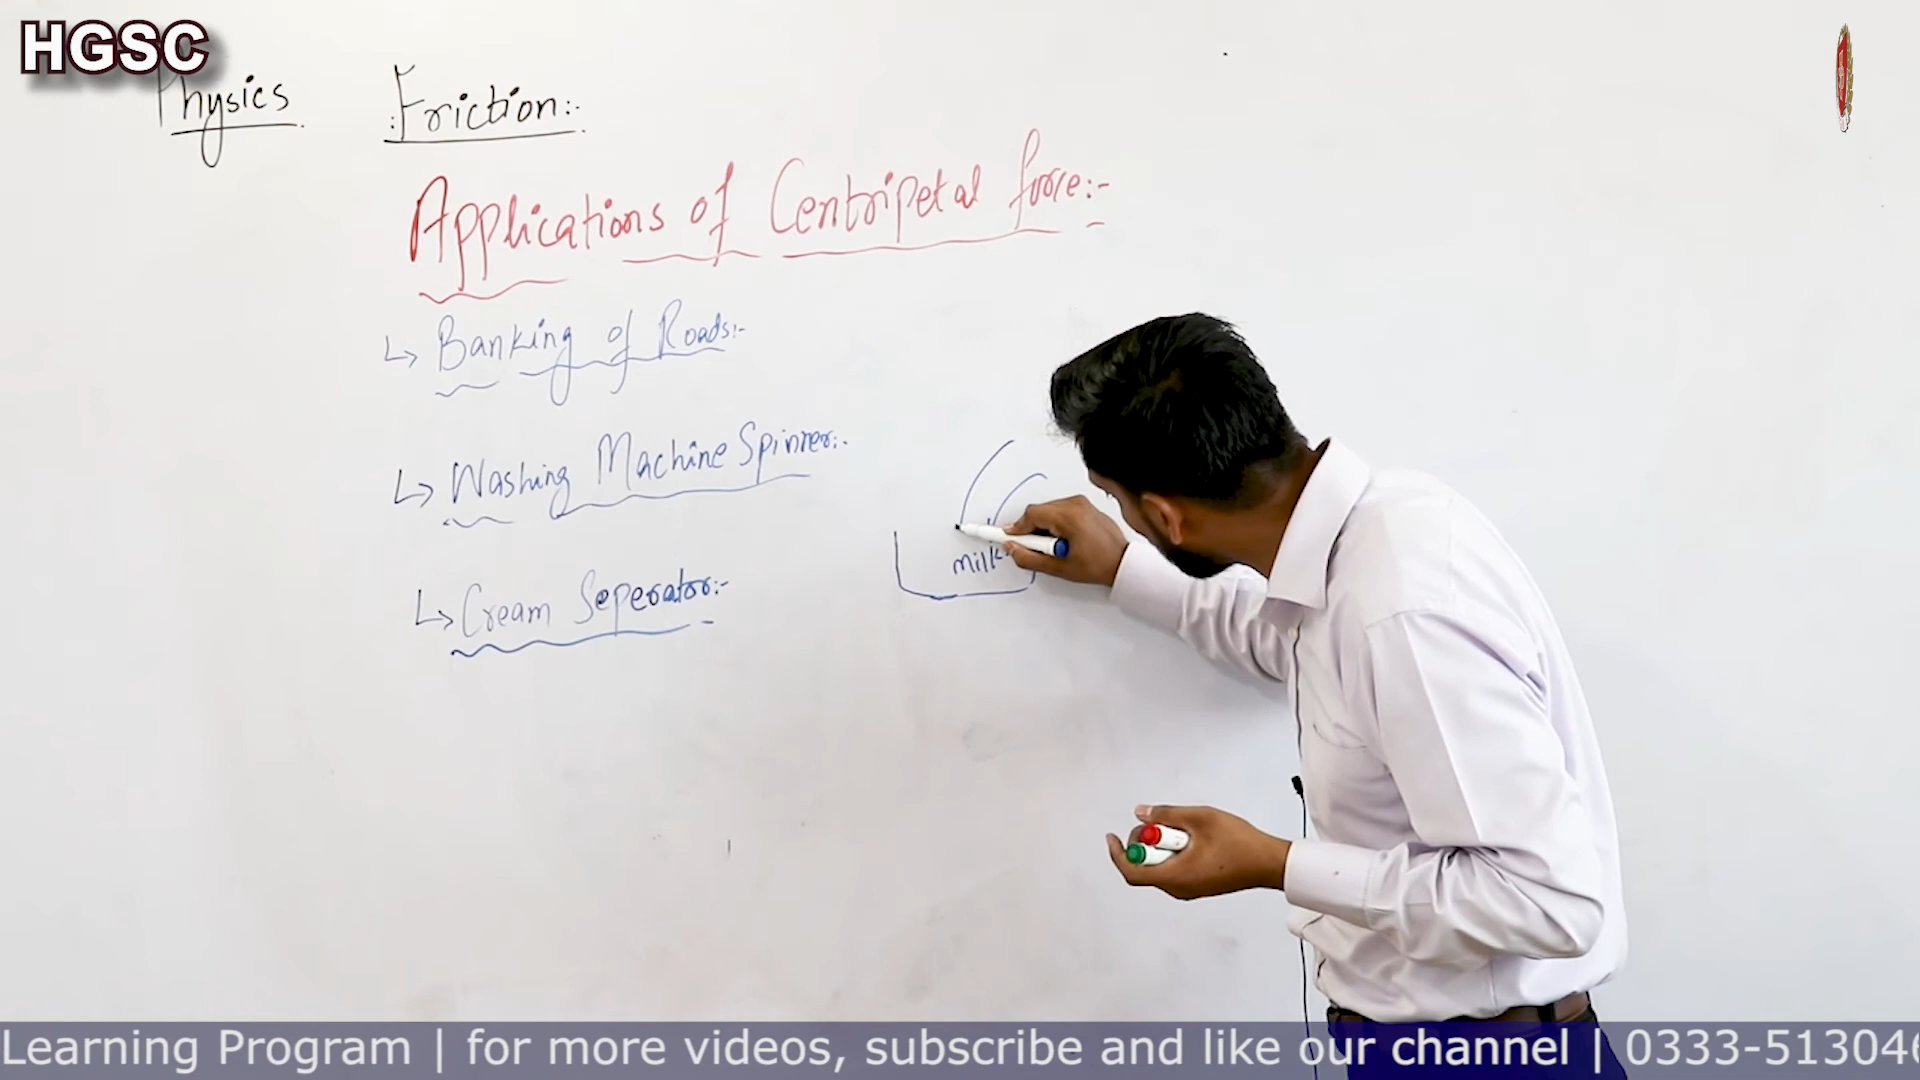 HGSC
Physics Friction:-
Applications of Centripetal force:-
↳ Banking of Roads:-
↳ Washing Machine Spinner:-
milk
↳ Cream Seperator:-
Learning Program | for more videos, subscribe and like our channel | 0333-513046